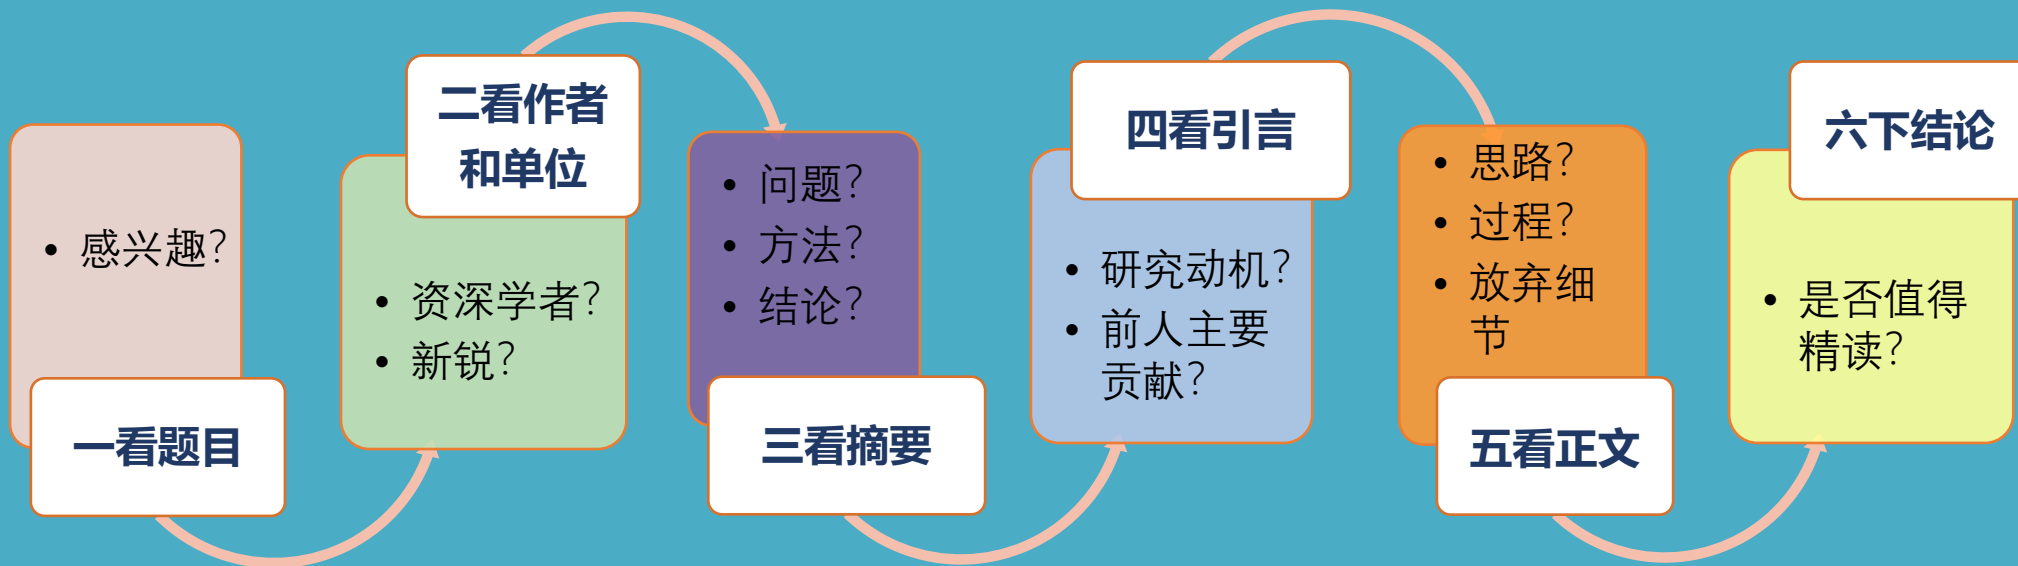 • 感兴趣?
一看题目
二看作者
和单位
• 资深学者?
• 新锐?
• 问题?
• 方法?
• 结论?
三看摘要
四看引言
• 研究动机?
• 前人主要
贡献?
• 思路?
• 过程?
• 放弃细
节
五看正文
六下结论
• 是否值得
精读?